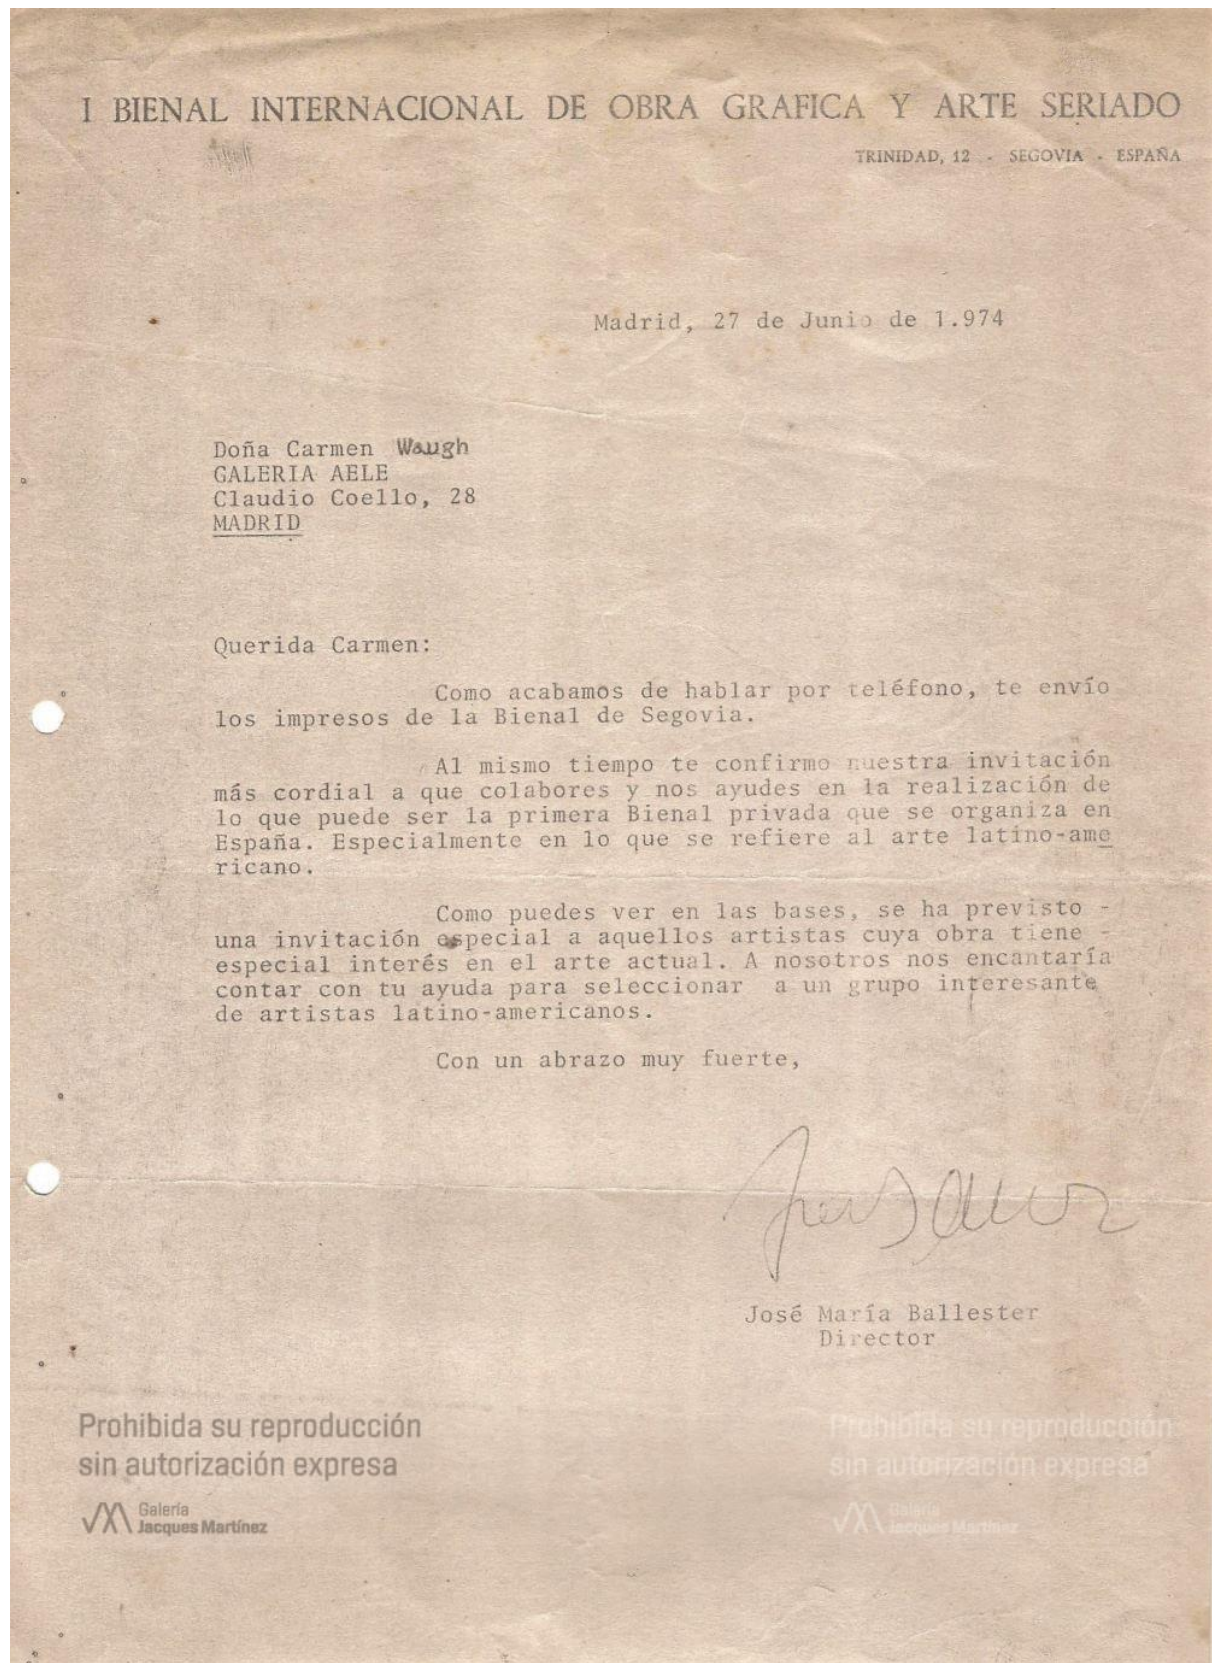 I BIENAL INTERNACIONAL DE OBRA GRAFICA Y ARTE SERIADO
TRINIDAD, 12 - SEGOVIA - ESPAÑA
Madrid, 27 de Junio de 1.974
Doña Carmen Waugh
GALERIA AELE
Claudio Coello, 28
MADRID
Querida Carmen:
Como acabamos de hablar por teléfono, te envío
los impresos de la Bienal de Segovia.
Al mismo tiempo te confirmo nuestra invitación
más cordial a que colabores y nos ayudes en la realización de
lo que puede ser la primera Bienal privada que se organiza en
España. Especialmente en lo que se refiere al arte latino-ame
ricano.
Como puedes ver en las bases, se ha previsto -
una invitación especial a aquellos artistas cuya obra tiene -
especial interés en el arte actual. A nosotros nos encantaría
contar con tu ayuda para seleccionar a un grupo interesante
de artistas latino-americanos.
Con un abrazo muy fuerte,
José María Ballester
Director
Prohibida su reproducción
sin autorización expresa
Galería
Jacques Martínez
Prohibida su reproducción
sin autorización expresa
Galería
Jacques Martínez